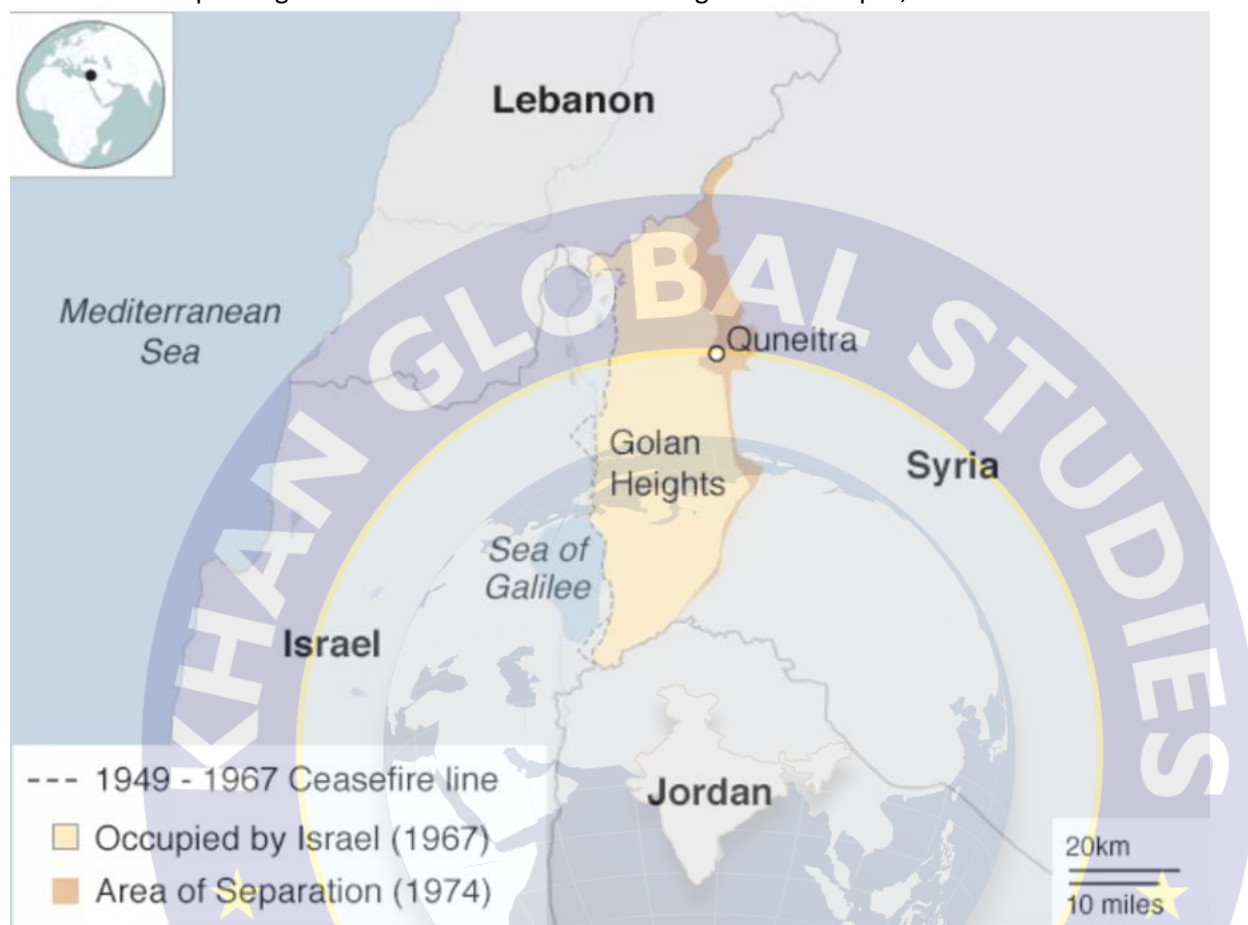 Lebanon
Mediterranean
Sea
Quneitra
Golan
Heights
Syria
Sea of
Galilee
Israel
Jordan
--- 1949 - 1967 Ceasefire line
Occupied by Israel (1967)
Area of Separation (1974)
20km
10 miles
KHAN GLOBAL STUDIES